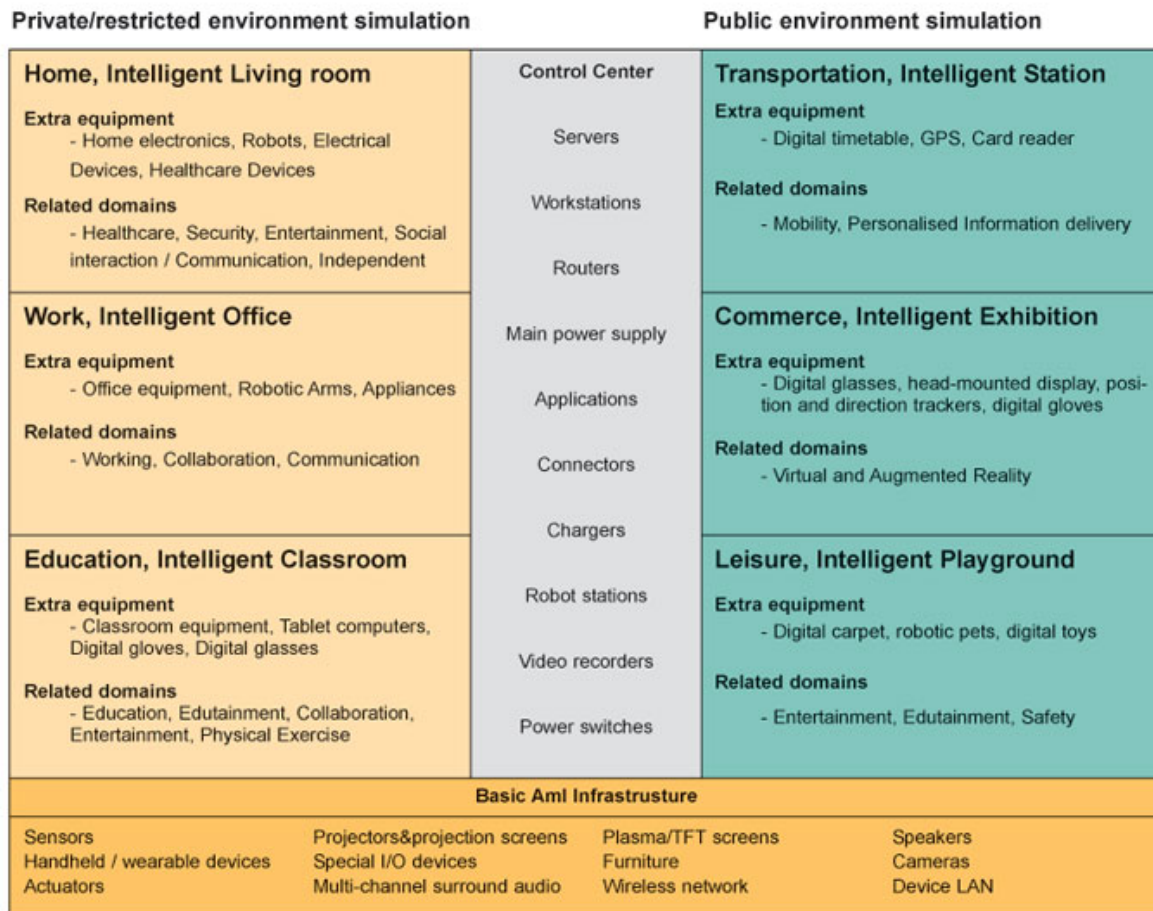 Private/restricted environment simulation
Public environment simulation
Home, Intelligent Living room
Extra equipment
- Home electronics, Robots, Electrical
Devices, Healthcare Devices
Related domains
- Healthcare, Security, Entertainment, Social
interaction / Communication, Independent
Work, Intelligent Office
Extra equipment
- Office equipment, Robotic Arms, Appliances
Related domains
- Working, Collaboration, Communication
Education, Intelligent Classroom
Extra equipment
- Classroom equipment, Tablet computers,
Digital gloves, Digital glasses
Related domains
- Education, Edutainment, Collaboration,
Entertainment, Physical Exercise
Control Center
Servers
Workstations
Routers
Main power supply
Applications
Connectors
Chargers
Robot stations
Video recorders
Power switches
Transportation, Intelligent Station
Extra equipment
- Digital timetable, GPS, Card reader
Related domains
- Mobility, Personalised Information delivery
Commerce, Intelligent Exhibition
Extra equipment
- Digital glasses, head-mounted display, posi-
tion and direction trackers, digital gloves
Related domains
- Virtual and Augmented Reality
Leisure, Intelligent Playground
Extra equipment
- Digital carpet, robotic pets, digital toys
Related domains
- Entertainment, Edutainment, Safety
Basic AmI Infrastrusture
Sensors
Handheld / wearable devices
Actuators
Projectors&projection screens
Special I/O devices
Multi-channel surround audio
Plasma/TFT screens
Furniture
Wireless network
Speakers
Cameras
Device LAN